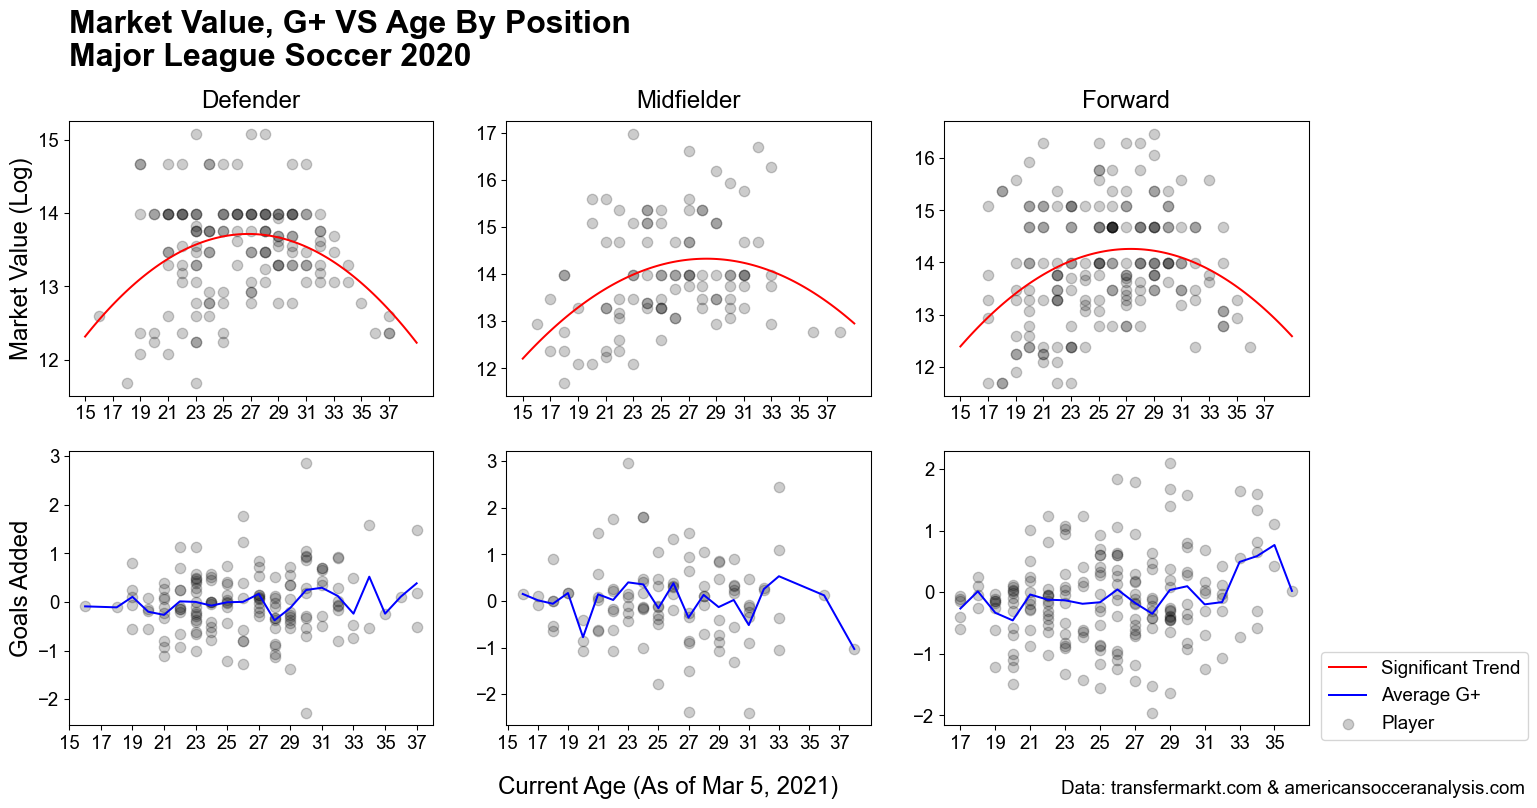 Market Value, G+ VS Age By Position
Major League Soccer 2020
Defender Midfielder Forward
Market Value (Log)
15
14
13
12
15 17 19 21 23 25 27 29 31 33 35 37
17
16
15
14
13
12
15 17 19 21 23 25 27 29 31 33 35 37
16
15
14
13
12
15 17 19 21 23 25 27 29 31 33 35 37
Goals Added
3
2
1
0
−1
−2
15 17 19 21 23 25 27 29 31 33 35 37
3
2
1
0
−1
−2
15 17 19 21 23 25 27 29 31 33 35 37
2
1
0
−1
−2
17 19 21 23 25 27 29 31 33 35
Significant Trend
Average G+
Player
Current Age (As of Mar 5, 2021)
Data: transfermarkt.com & americansocceranalysis.com